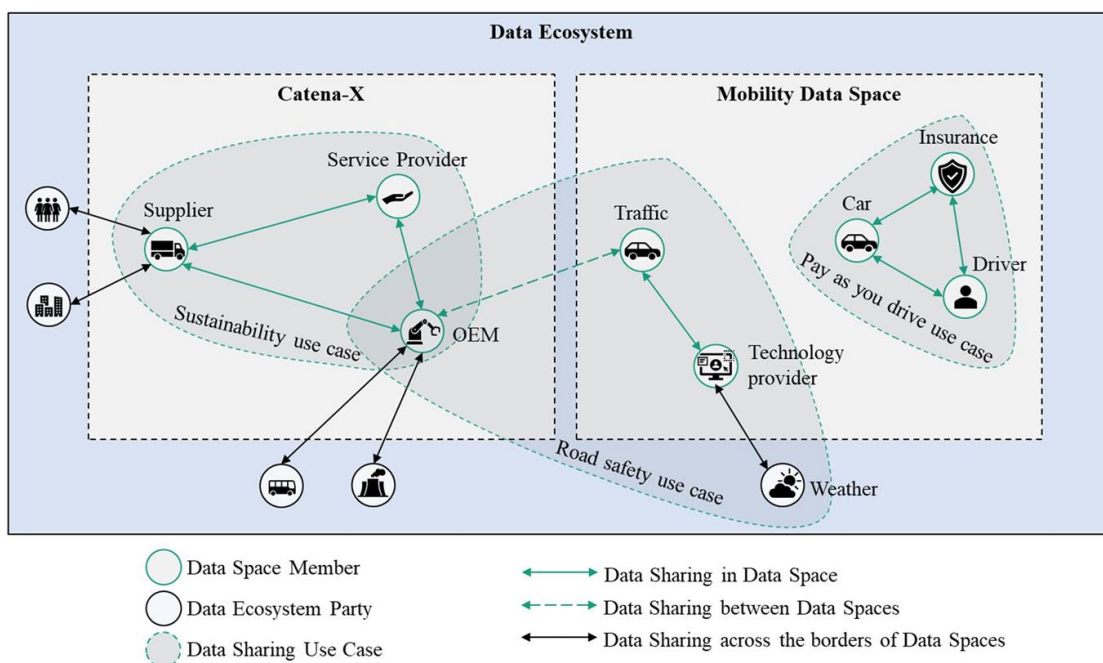 Data Ecosystem
Catena-X
Mobility Data Space
Service Provider
Supplier
OEM
Sustainability use case
Traffic
Technology
provider
Insurance
Car
Driver
Pay as you drive use case
Road safety use case
Weather
Data Space Member
Data Ecosystem Party
Data Sharing Use Case
Data Sharing in Data Space
Data Sharing between Data Spaces
Data Sharing across the borders of Data Spaces